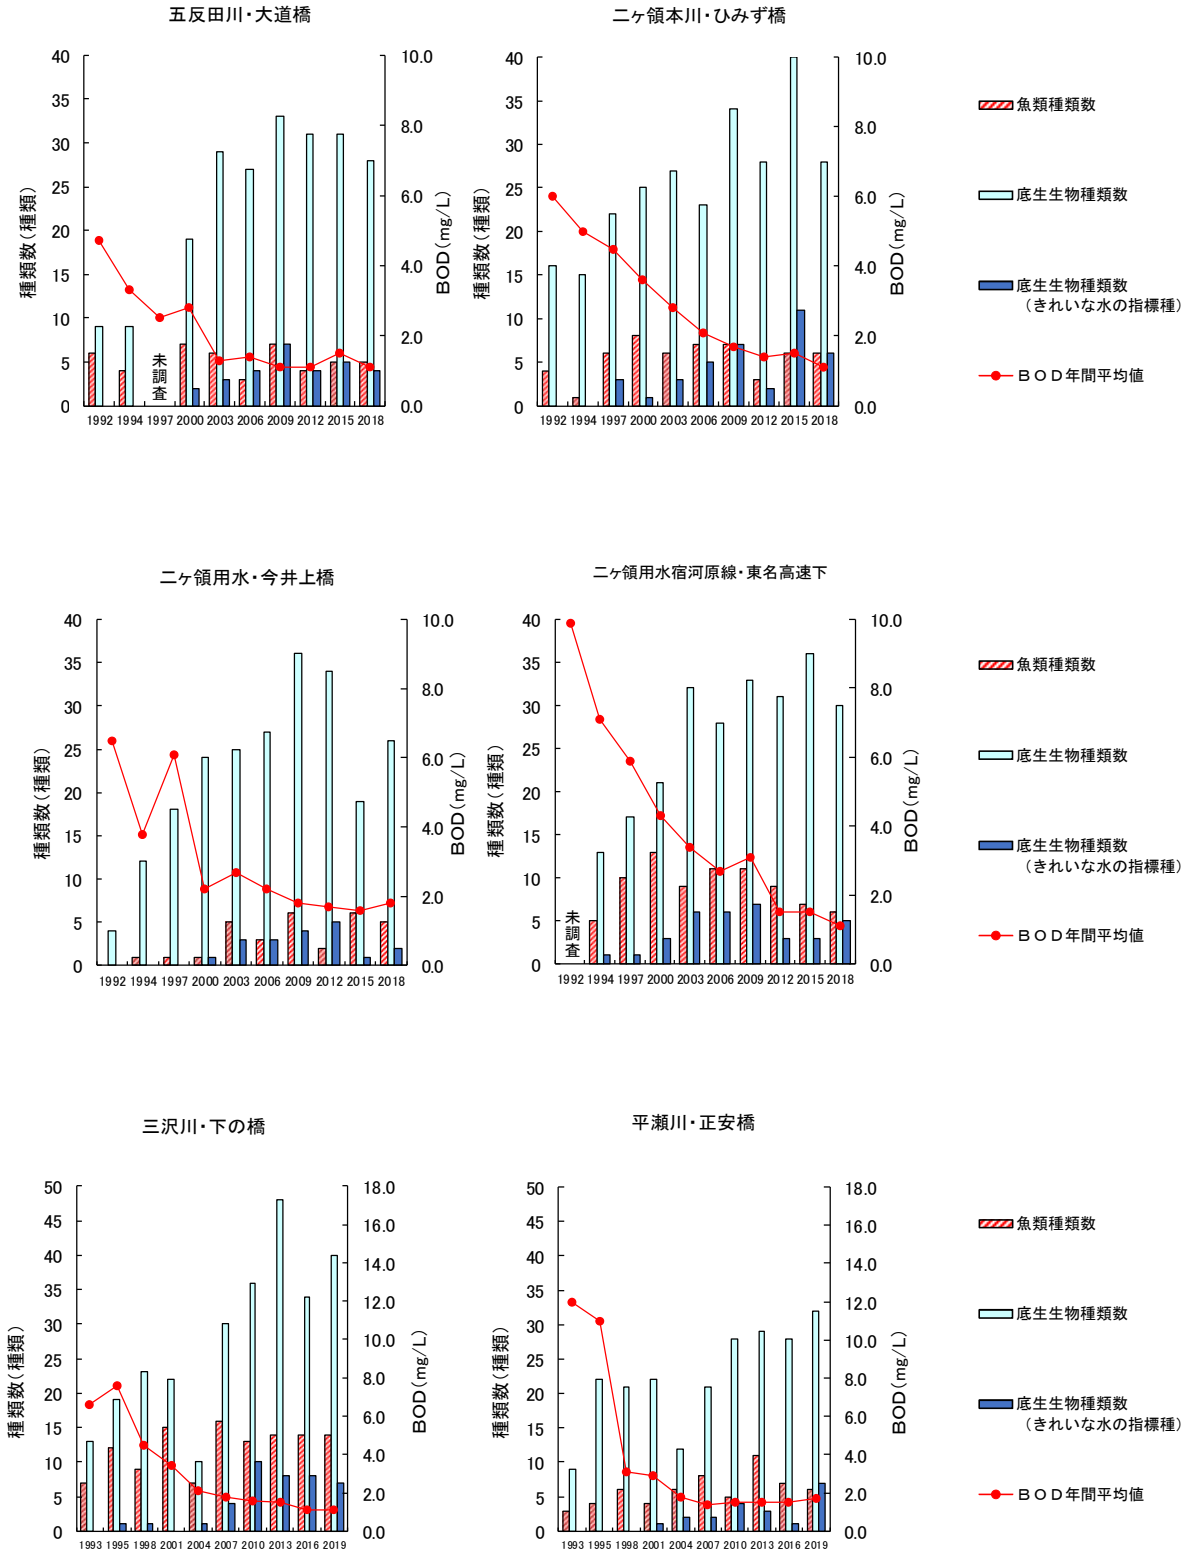 五反田川・大道橋
種類数(種類)
40
35
30
25
20
15
10
5
0
10.0
8.0
6.0
4.0
2.0
0.0
BOD(mg/L)
未調査
1992 1994 1997 2000 2003 2006 2009 2012 2015 2018
二ヶ領本川・ひみず橋
種類数(種類)
40
35
30
25
20
15
10
5
0
10.0
8.0
6.0
4.0
2.0
0.0
BOD(mg/L)
1992 1994 1997 2000 2003 2006 2009 2012 2015 2018
魚類種類数
底生生物種類数
底生生物種類数
(きれいな水の指標種)
BOD年間平均値
二ヶ領用水・今井上橋
種類数(種類)
40
35
30
25
20
15
10
5
0
10.0
8.0
6.0
4.0
2.0
0.0
BOD(mg/L)
1992 1994 1997 2000 2003 2006 2009 2012 2015 2018
二ヶ領用水宿河原線・東名高速下
種類数(種類)
40
35
30
25
20
15
10
5
0
10.0
8.0
6.0
4.0
2.0
0.0
BOD(mg/L)
未調査
1992 1994 1997 2000 2003 2006 2009 2012 2015 2018
魚類種類数
底生生物種類数
底生生物種類数
(きれいな水の指標種)
BOD年間平均値
三沢川・下の橋
種類数(種類)
50
45
40
35
30
25
20
15
10
5
0
18.0
16.0
14.0
12.0
10.0
8.0
6.0
4.0
2.0
0.0
BOD(mg/L)
1993 1995 1998 2001 2004 2007 2010 2013 2016 2019
平瀬川・正安橋
種類数(種類)
50
45
40
35
30
25
20
15
10
5
0
18.0
16.0
14.0
12.0
10.0
8.0
6.0
4.0
2.0
0.0
BOD(mg/L)
1993 1995 1998 2001 2004 2007 2010 2013 2016 2019
魚類種類数
底生生物種類数
底生生物種類数
(きれいな水の指標種)
BOD年間平均値